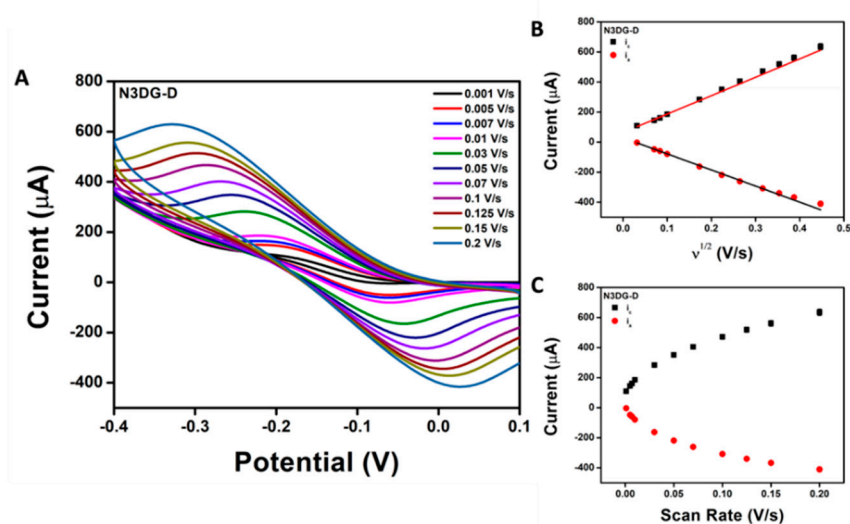 A
N3DG-D
0.001 V/s
0.005 V/s
0.007 V/s
0.01 V/s
0.03 V/s
0.05 V/s
0.07 V/s
0.1 V/s
0.125 V/s
0.15 V/s
0.2 V/s
Current (μA)
800
600
400
200
0
-200
-400
-0.4 -0.3 -0.2 -0.1 0.0 0.1
Potential (V)
B
N3DG-D
Current (μA)
800
600
400
200
0
-200
-400
0.0 0.1 0.2 0.3 0.4 0.5
ν1/2 (V/s)
C
N3DG-D
Current (μA)
800
600
400
200
0
-200
-400
0.00 0.05 0.10 0.15 0.20
Scan Rate (V/s)